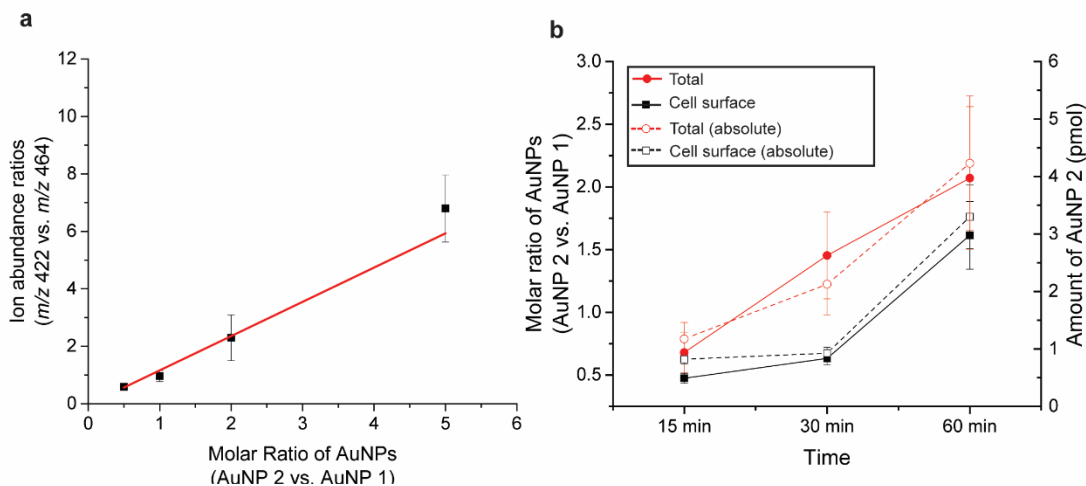 a
12
10
8
6
4
2
0
0 1 2 3 4 5 6
Ion abundance ratios
(m/z 422 vs. m/z 464)
Molar Ratio of AuNPs
(AuNP 2 vs. AuNP 1)
b
3.0
2.5
2.0
1.5
1.0
0.5
Molar ratio of AuNPs
(AuNP 2 vs. AuNP 1)
Total
Cell surface
Total (absolute)
Cell surface (absolute)
6
5
4
3
2
1
0
Amount of AuNP 2 (pmol)
15 min 30 min 60 min
Time